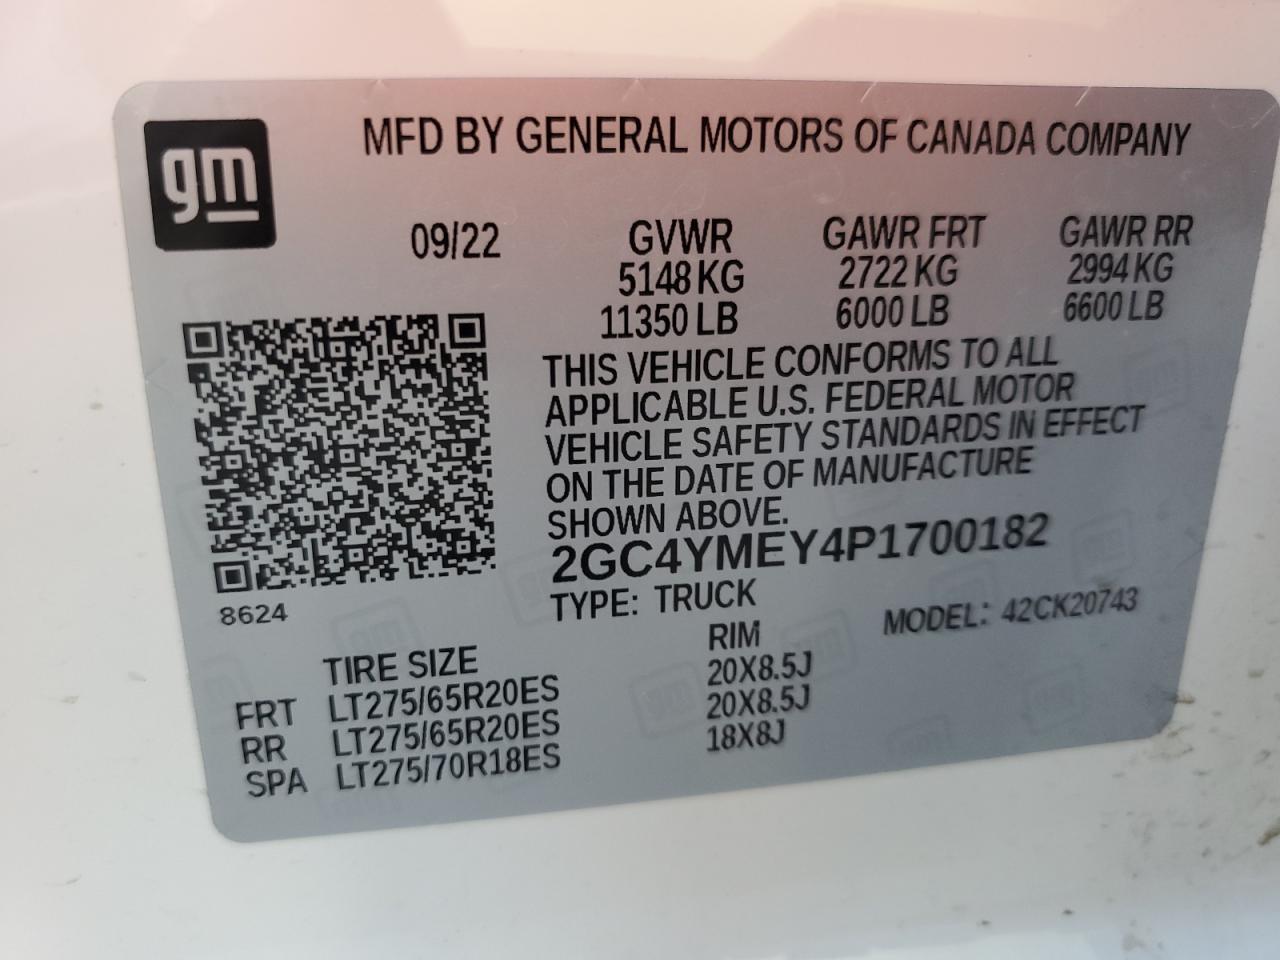 gm
MFD BY GENERAL MOTORS OF CANADA COMPANY
09/22
GVWR GAWR FRT GAWR RR
5148 KG 2722 KG 2994 KG
11350 LB 6000 LB 6600 LB
THIS VEHICLE CONFORMS TO ALL
APPLICABLE U.S. FEDERAL MOTOR
VEHICLE SAFETY STANDARDS IN EFFECT
ON THE DATE OF MANUFACTURE
SHOWN ABOVE.
2GC4YMEY4P1700182
8624
TYPE: TRUCK MODEL: 42CK20743
TIRE SIZE RIM
FRT LT275/65R20ES 20X8.5J
RR LT275/65R20ES 20X8.5J
SPA LT275/70R18ES 18X8J